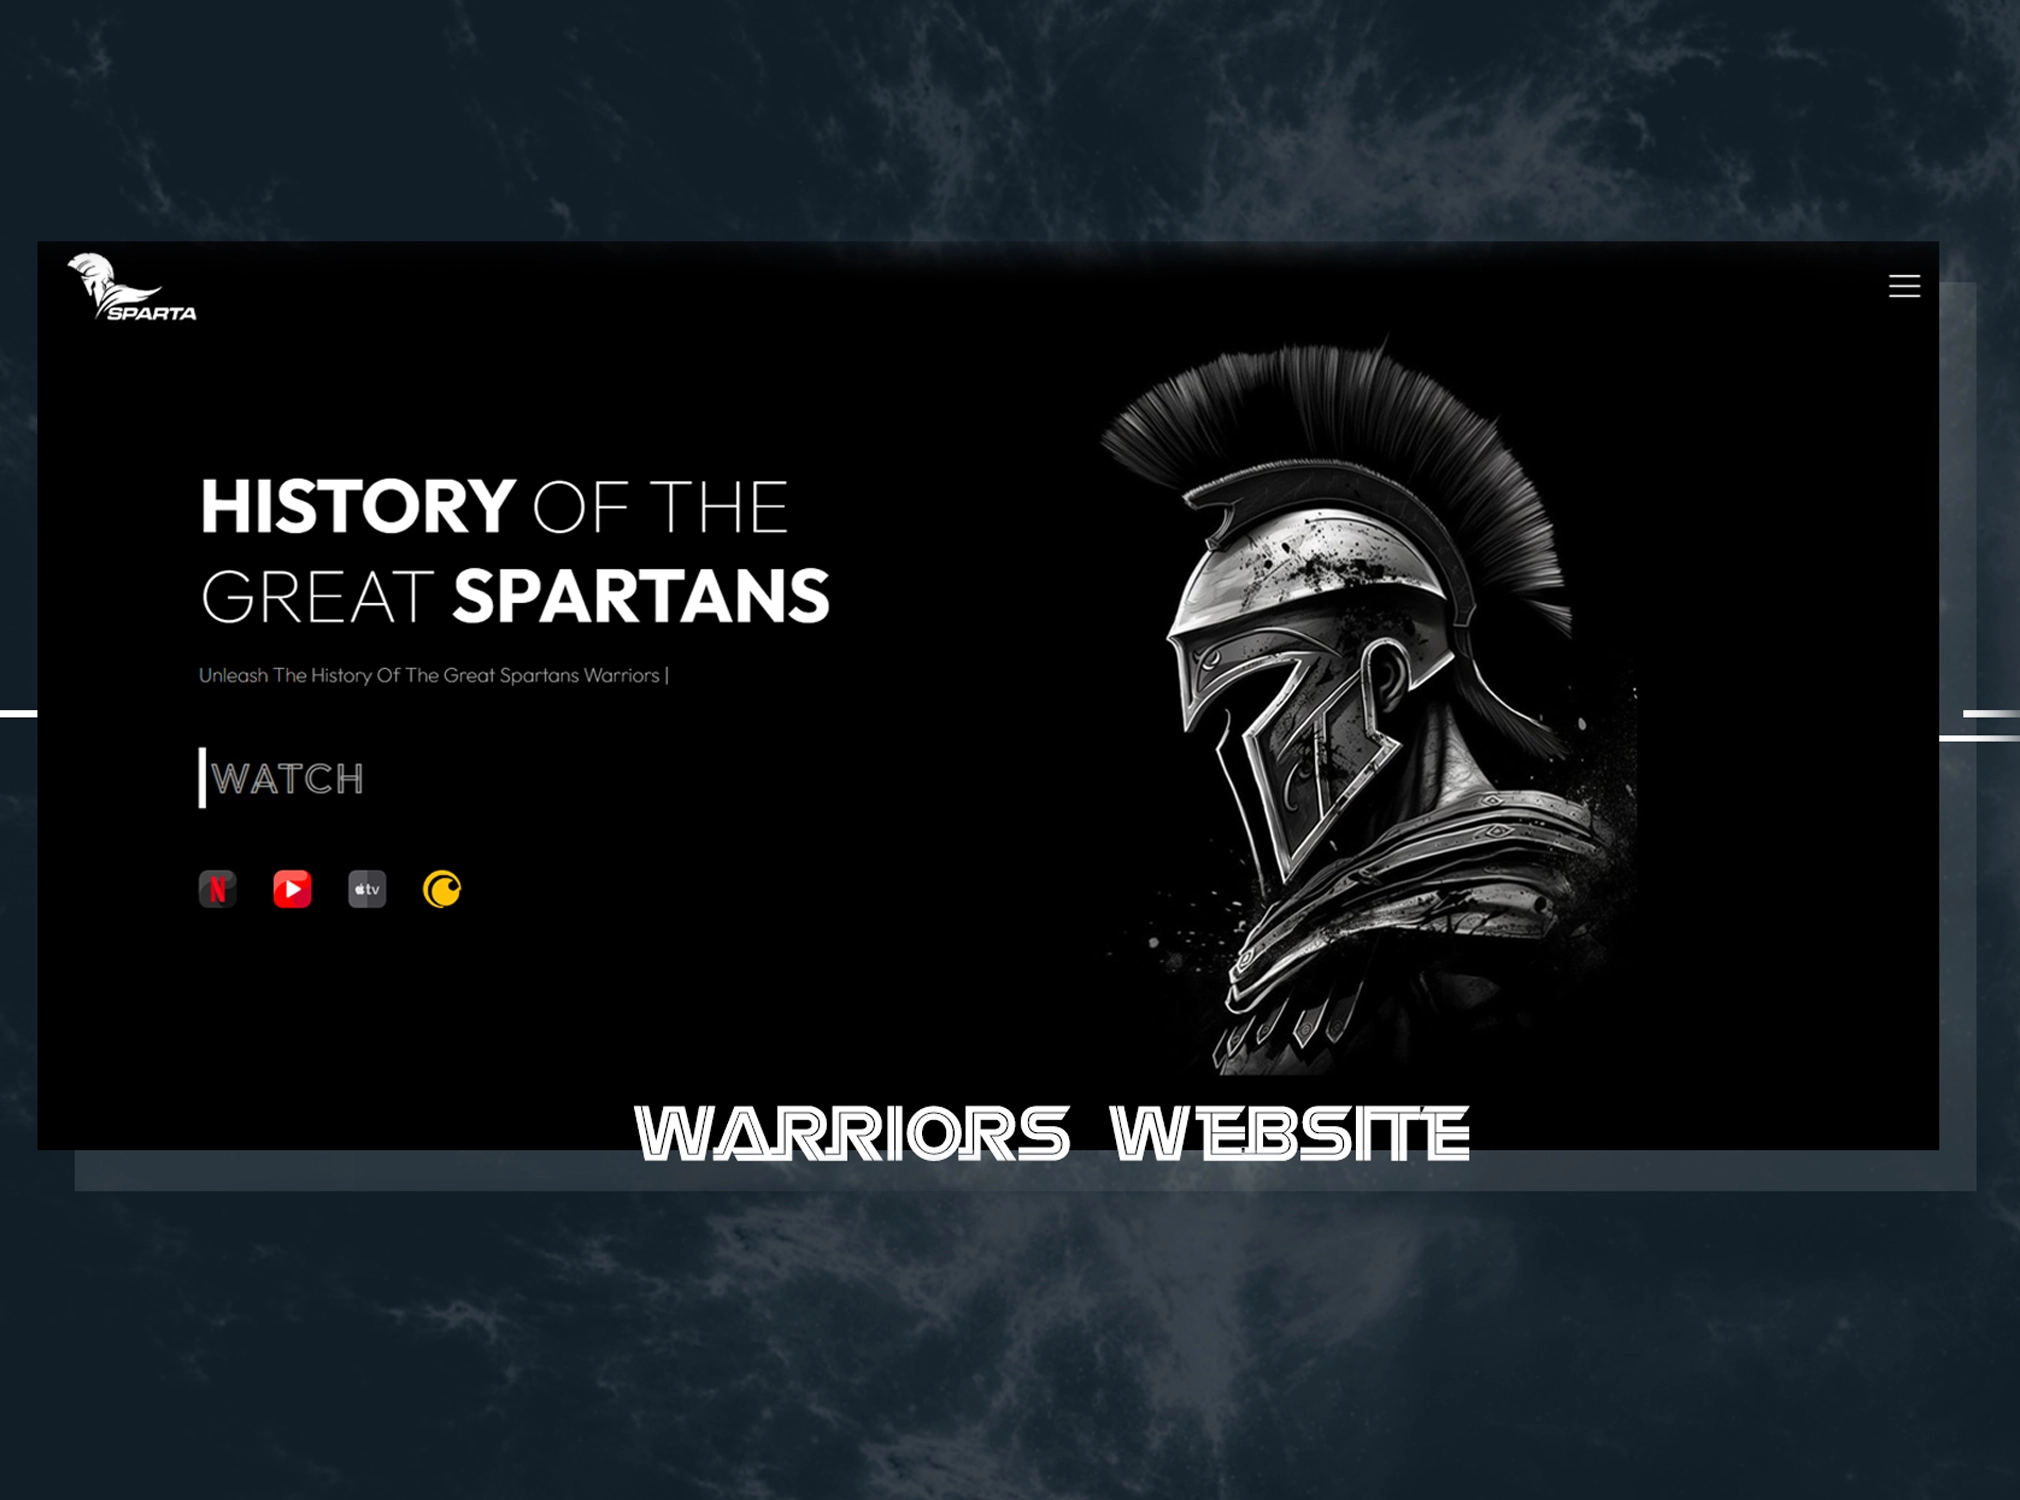 SPARTA
HISTORY OF THE
GREAT SPARTANS
Unleash The History Of The Great Spartans Warriors |
WATCH
N
tv
WARRIORS WEBSITE